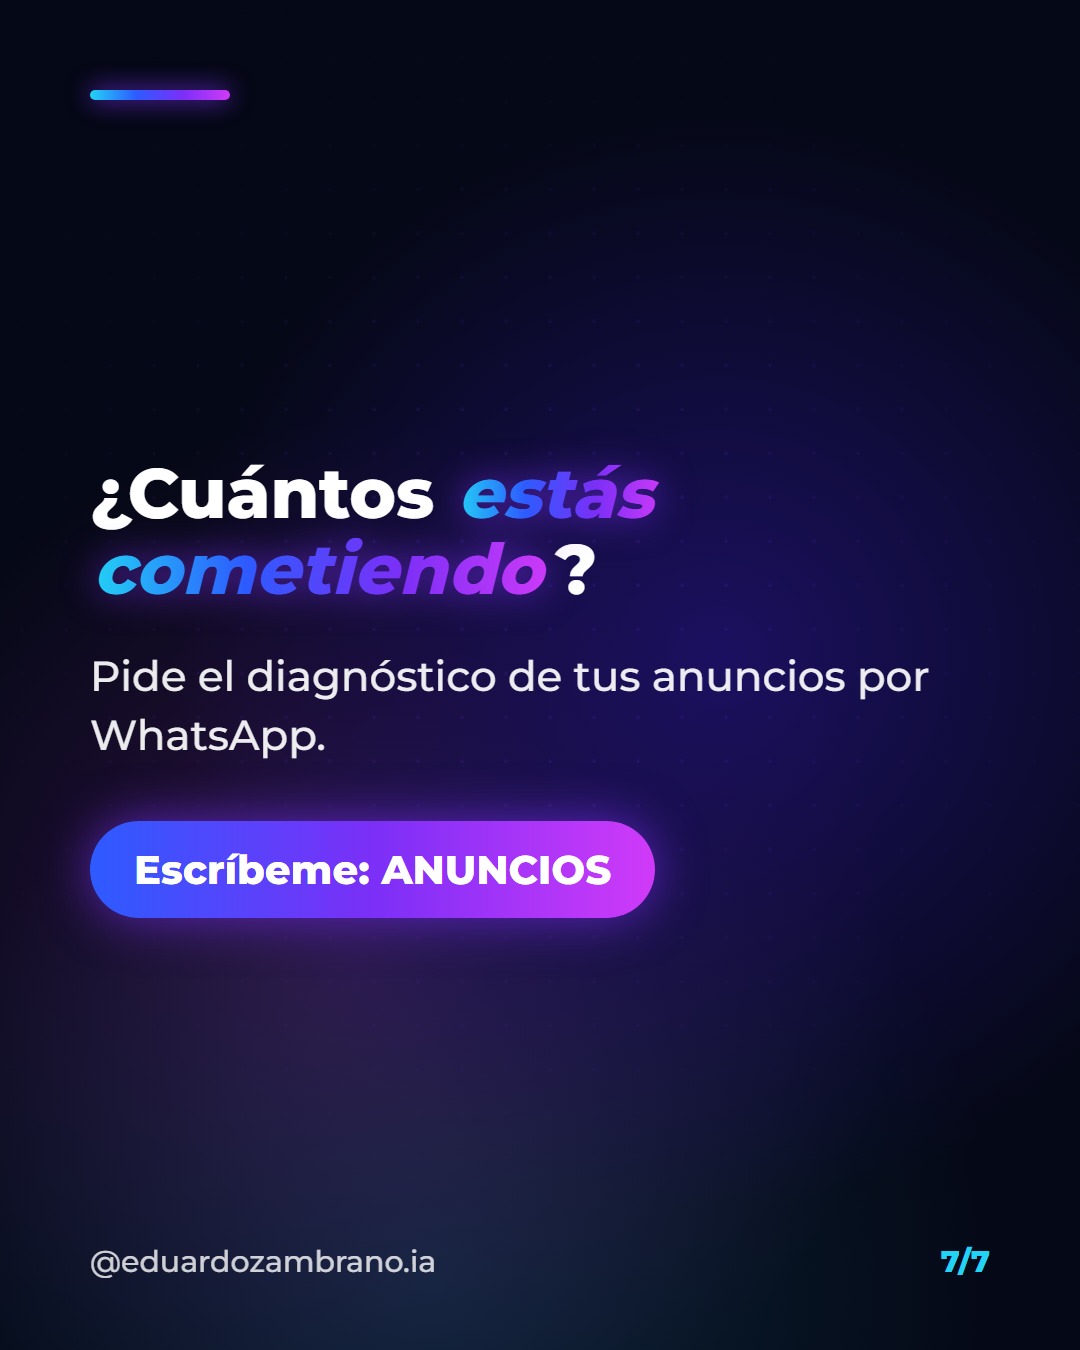 ¿Cuántos estás
cometiendo?
Pide el diagnóstico de tus anuncios por
WhatsApp.
Escríbeme: ANUNCIOS
@eduardozambrano.ia
7/7